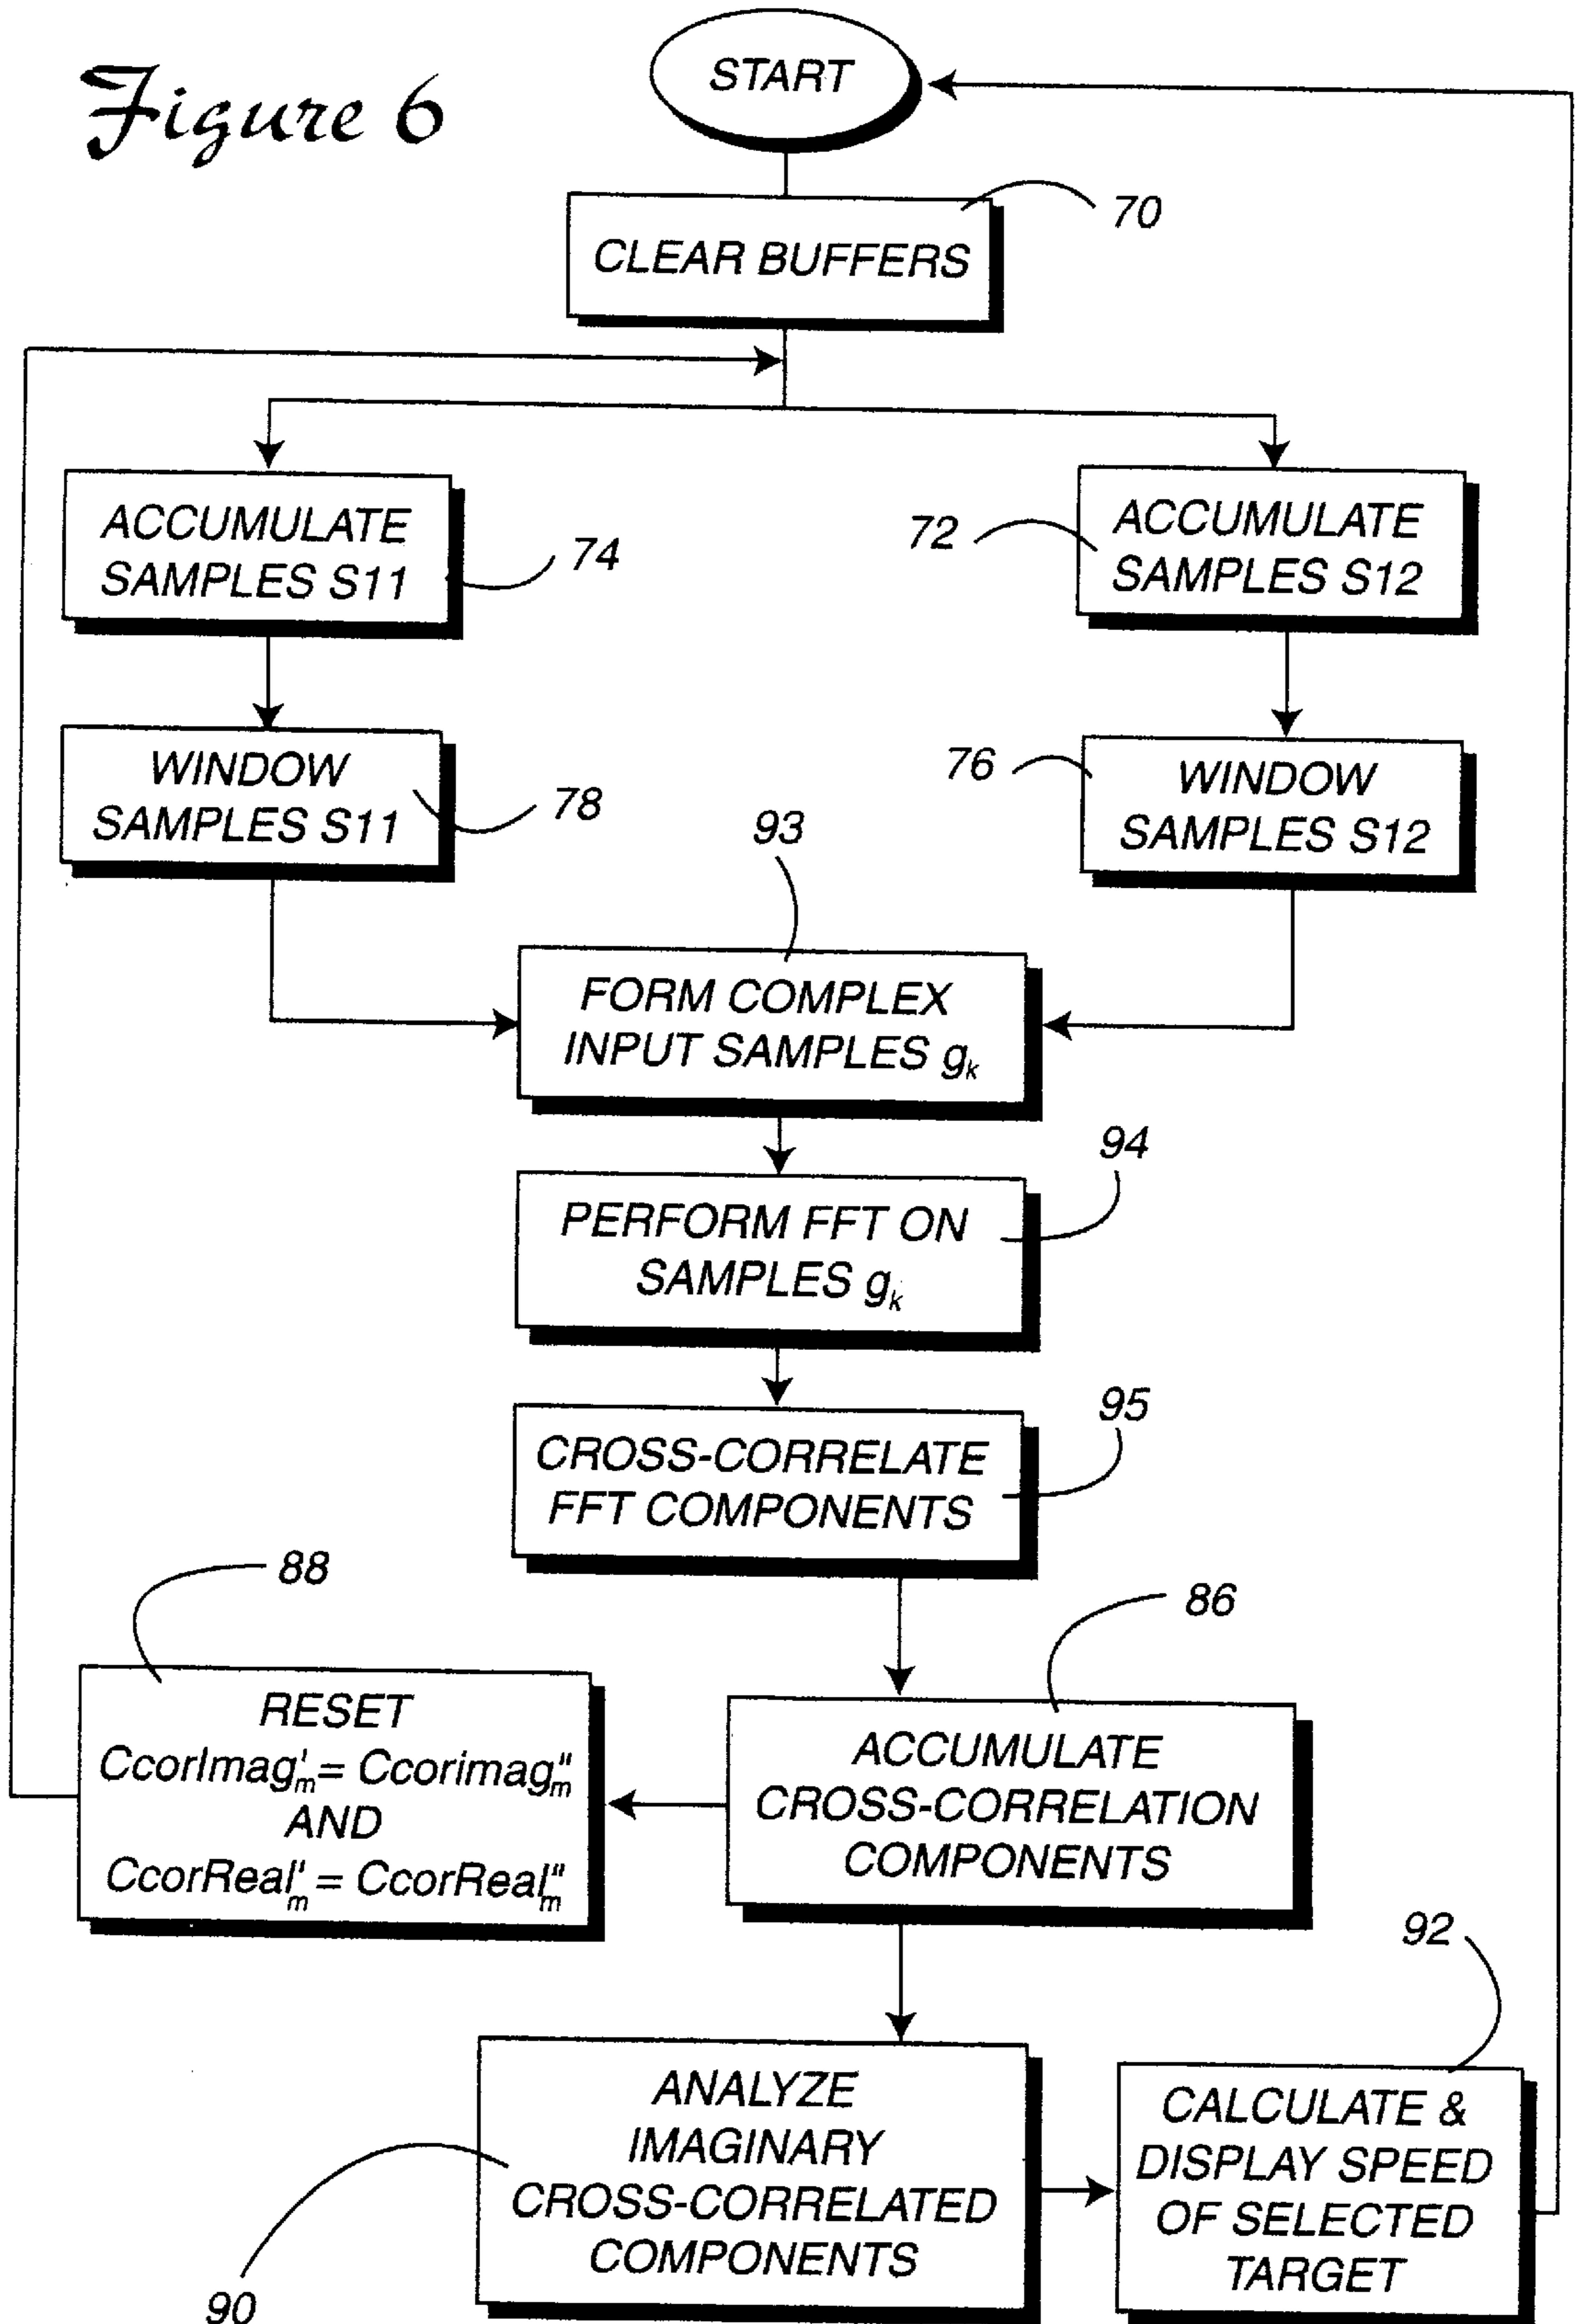 Figure 6
START
70
CLEAR BUFFERS
ACCUMULATE
SAMPLES S11
74
72
ACCUMULATE
SAMPLES S12
WINDOW
SAMPLES S11
78
76
WINDOW
SAMPLES S12
93
FORM COMPLEX
INPUT SAMPLES gk
94
PERFORM FFT ON
SAMPLES gk
95
CROSS-CORRELATE
FFT COMPONENTS
88
86
RESET
CcorImag'm = Ccorimag"m
AND
CcorReal'm = CcorReal"m
ACCUMULATE
CROSS-CORRELATION
COMPONENTS
92
ANALYZE
IMAGINARY
CROSS-CORRELATED
COMPONENTS
90
CALCULATE &
DISPLAY SPEED
OF SELECTED
TARGET